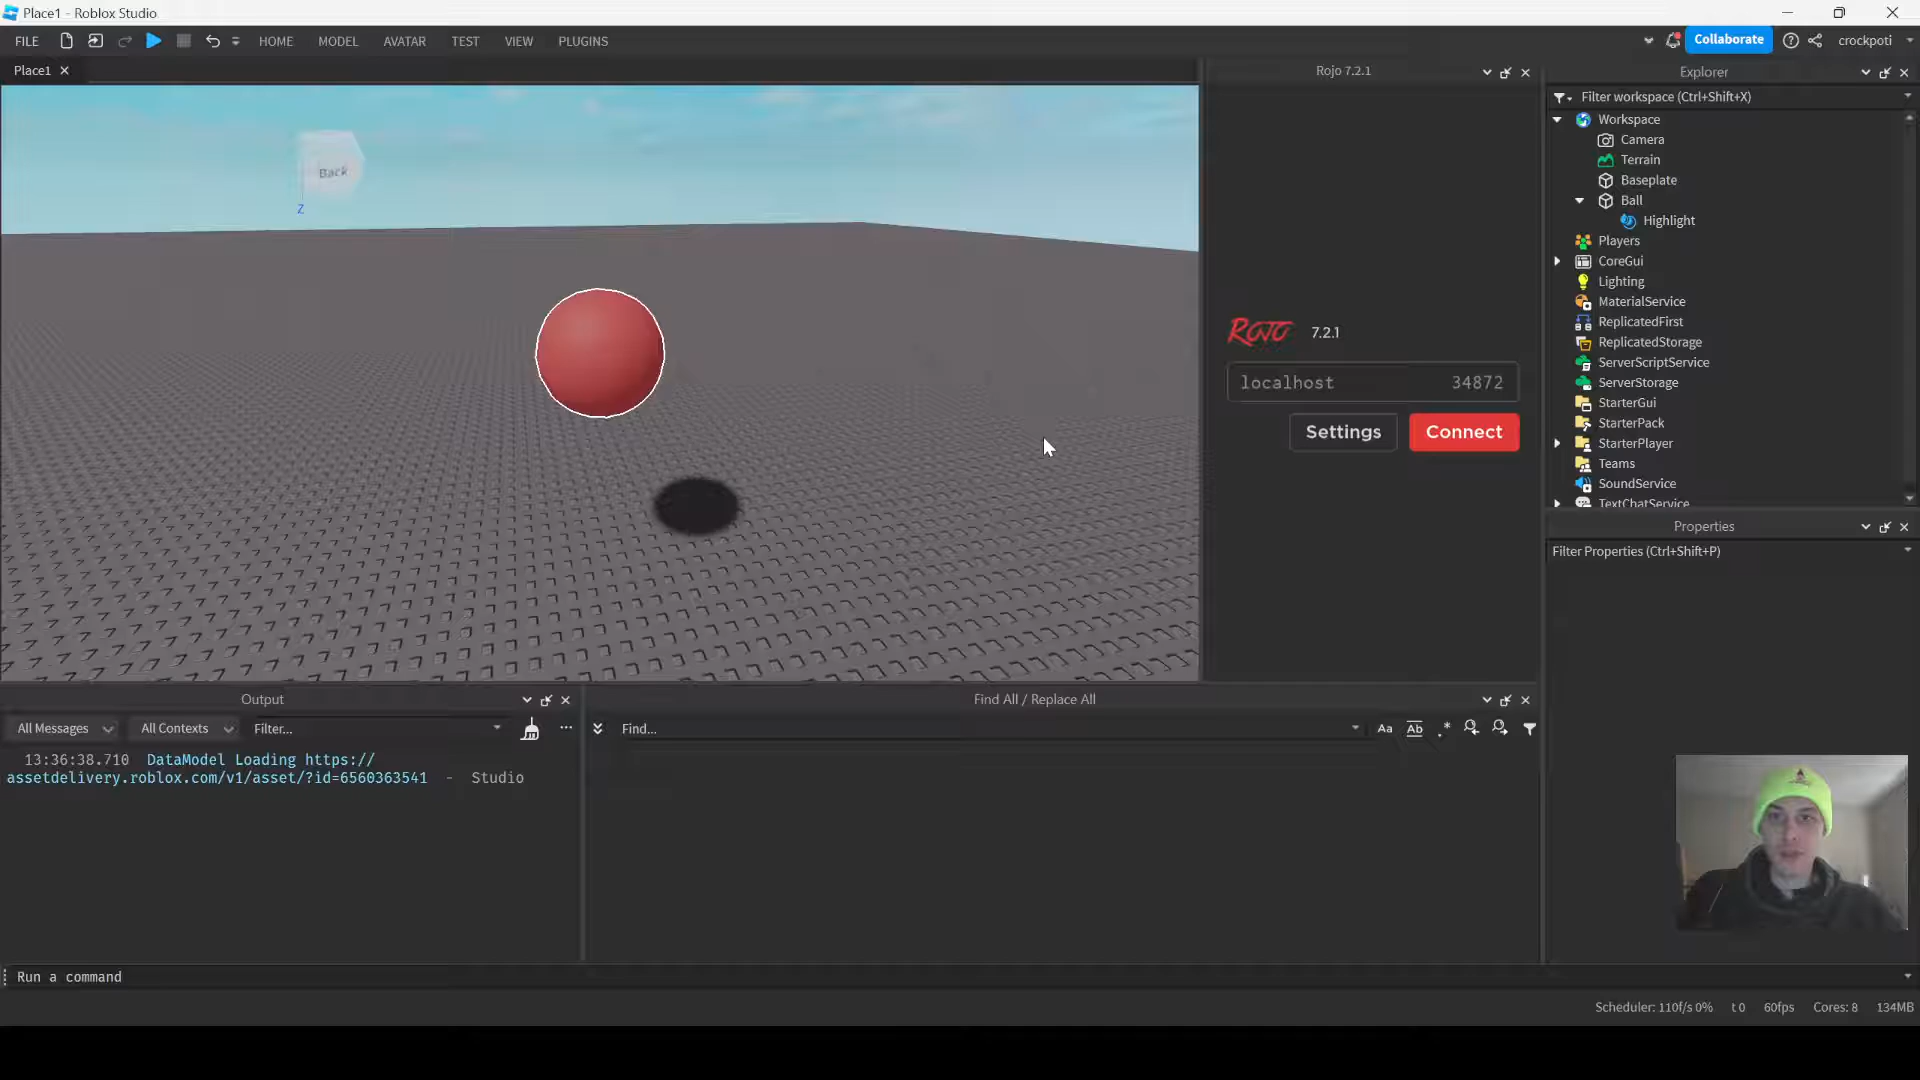 Place1 - Roblox Studio
FILE HOME MODEL AVATAR TEST VIEW PLUGINS Collaborate crockpoti
Place1
Back
Z
Rojo 7.2.1
ROJO 7.2.1
localhost 34872
Settings Connect
Explorer
Filter workspace (Ctrl+Shift+X)
Workspace
Camera
Terrain
Baseplate
Ball
Highlight
Players
CoreGui
Lighting
MaterialService
ReplicatedFirst
ReplicatedStorage
ServerScriptService
ServerStorage
StarterGui
StarterPack
StarterPlayer
Teams
SoundService
TextChatService
Properties
Filter Properties (Ctrl+Shift+P)
Output
All Messages All Contexts Filter...
13:36:38.710 DataModel Loading https://
assetdelivery.roblox.com/v1/asset/?id=6560363541 - Studio
Find All / Replace All
Find... Aa Ab .*
Run a command
Scheduler: 110f/s 0% t 0 60fps Cores: 8 134MB